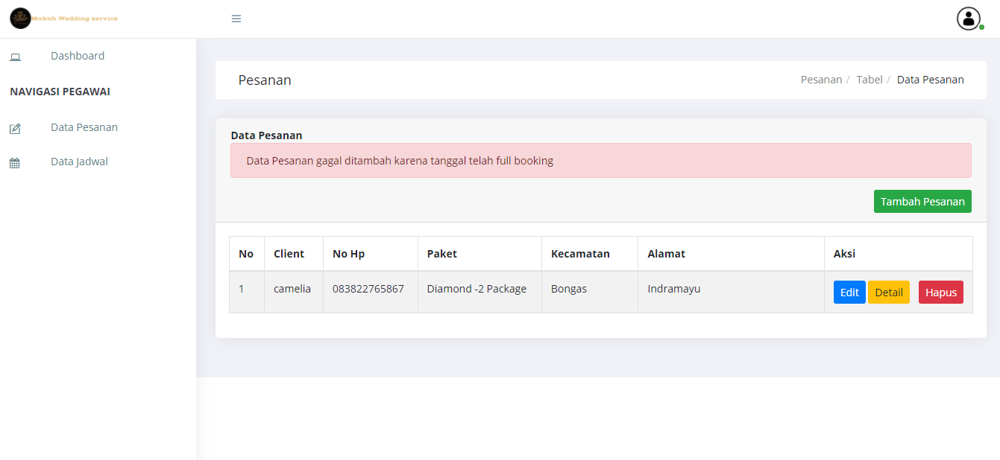 Makah Wedding service
Dashboard
NAVIGASI PEGAWAI
Data Pesanan
Data Jadwal
Pesanan
Pesanan / Tabel / Data Pesanan
Data Pesanan
Data Pesanan gagal ditambah karena tanggal telah full booking
Tambah Pesanan
No Client No Hp Paket Kecamatan Alamat Aksi
1 camelia 083822765867 Diamond -2 Package Bongas Indramayu Edit Detail Hapus